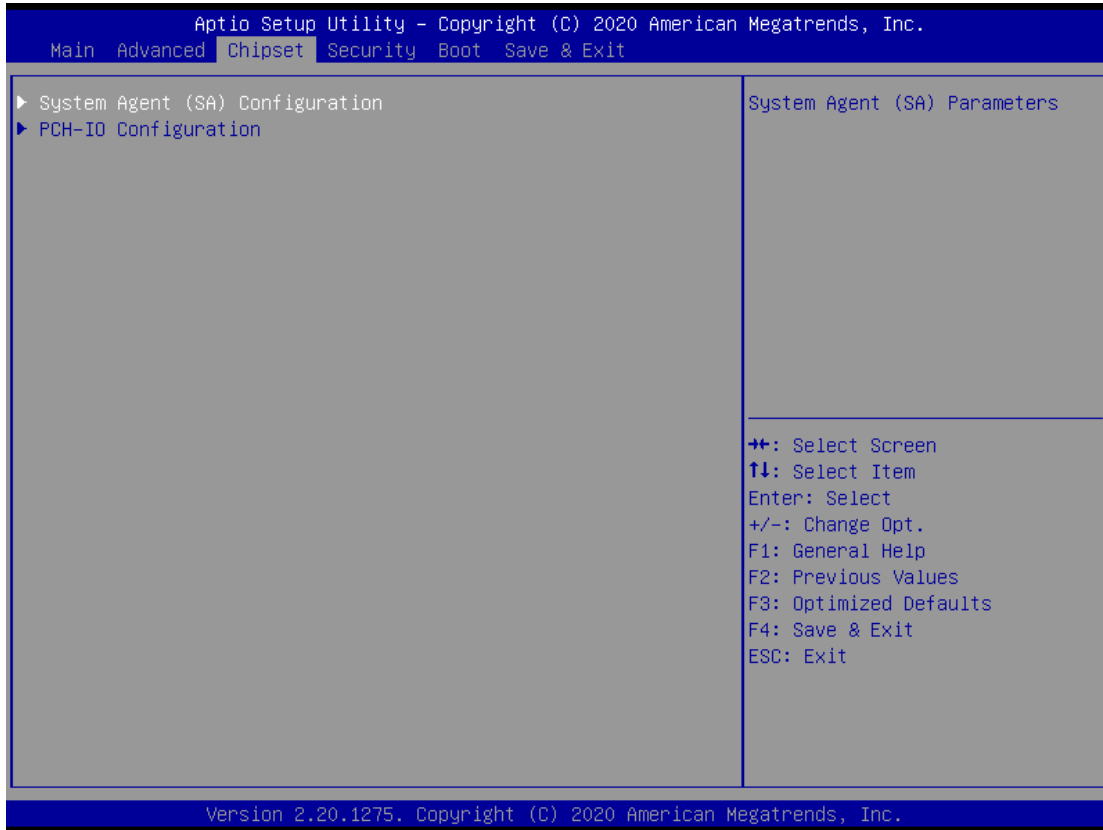 Aptio Setup Utility – Copyright (C) 2020 American Megatrends, Inc.
Main Advanced Chipset Security Boot Save & Exit
▶ System Agent (SA) Configuration
▶ PCH-IO Configuration
System Agent (SA) Parameters
→←: Select Screen
↑↓: Select Item
Enter: Select
+/-: Change Opt.
F1: General Help
F2: Previous Values
F3: Optimized Defaults
F4: Save & Exit
ESC: Exit
Version 2.20.1275. Copyright (C) 2020 American Megatrends, Inc.